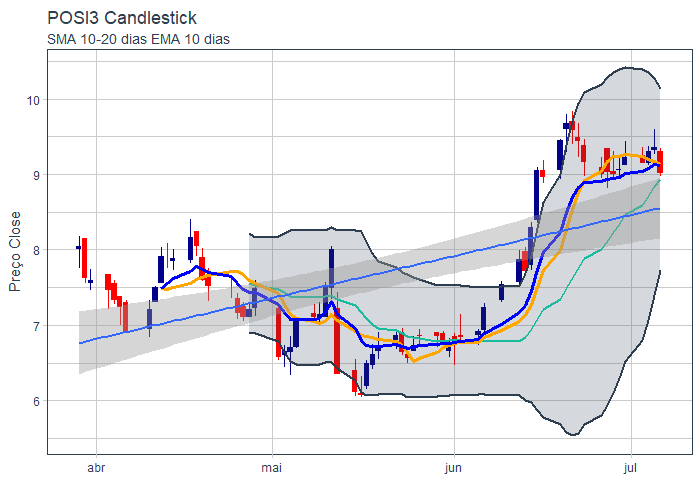 POSI3 Candlestick
SMA 10-20 dias EMA 10 dias
Preço Close
10
9
8
7
6
abr
mai
jun
jul